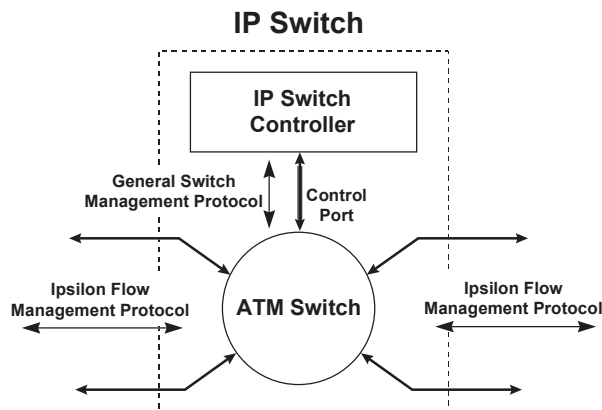 IP Switch
IP Switch
Controller
General Switch
Management Protocol
Control
Port
Ipsilon Flow
Management Protocol
ATM Switch
Ipsilon Flow
Management Protocol